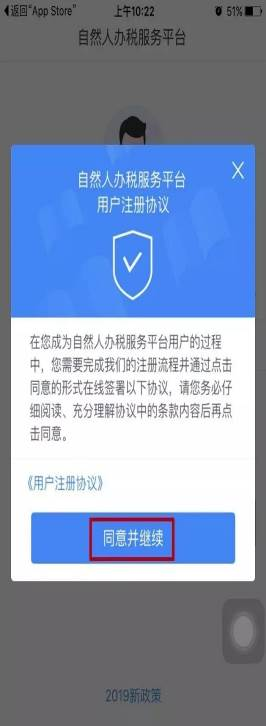 返回“App Store”
上午10:22
51%
自然人办税服务平台
自然人办税服务平台
用户注册协议
在您成为自然人办税服务平台用户的过程
中，您需要完成我们的注册流程并通过点击
同意的形式在线签署以下协议，请您务必仔
细阅读、充分理解协议中的条款内容后再点
击同意。
《用户注册协议》
同意并继续
2019新政策